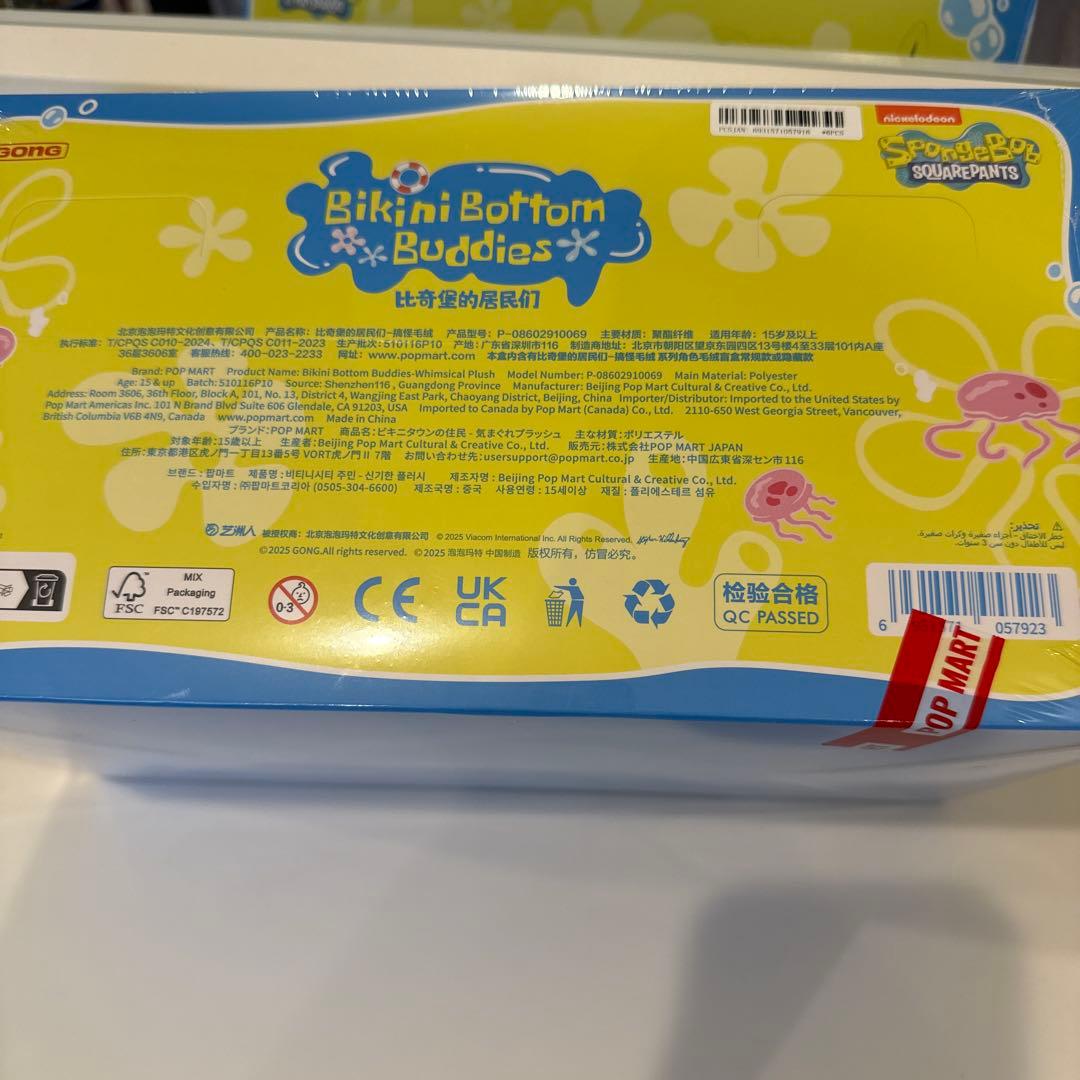 GONG
PCSJAN 6931571057916 *6PCS
nickelodeon
SpongeBob
SQUAREPANTS
Bikini Bottom
Buddies
比奇堡的居民们
北京泡泡玛特文化创意有限公司 产品名称：比奇堡的居民们-搞怪毛绒 产品型号：P-08602910069 主要材质：聚酯纤维 适用年龄：15岁及以上
执行标准：T/CPQS C010-2024、T/CPQS C011-2023 生产批次：510116P10 产地：广东省深圳市116 制造商地址：北京市朝阳区望京东园四区13号楼4至33层101内A座
36层3606室 客服热线：400-023-2233 网址：www.popmart.com 本盒内含有比奇堡的居民们-搞怪毛绒 系列角色毛绒盲盒常规款或隐藏款
Brand: POP MART Product Name: Bikini Bottom Buddies-Whimsical Plush Model Number: P-08602910069 Main Material: Polyester
Age: 15 & up Batch: 510116P10 Source: Shenzhen116 , Guangdong Province Manufacturer: Beijing Pop Mart Cultural & Creative Co., Ltd.
Address: Room 3606, 36th Floor, Block A, 101, No. 13, District 4, Wangjing East Park, Chaoyang District, Beijing, China Importer/Distributor: Imported to the United States by
Pop Mart Americas Inc. 101 N Brand Blvd Suite 606 Glendale, CA 91203, USA Imported to Canada by Pop Mart (Canada) Co., Ltd. 2110-650 West Georgia Street, Vancouver,
British Columbia V6B 4N9, Canada www.popmart.com Made in China
ブランド：POP MART 商品名：ビキニタウンの住民 - 気まぐれプラッシュ 主な材質：ポリエステル
対象年齢：15歳以上 生産者：Beijing Pop Mart Cultural & Creative Co., Ltd. 販売元：株式会社POP MART JAPAN
住所：東京都港区虎ノ門一丁目13番5号 VORT虎ノ門 II 7階 お問い合わせ先：usersupport@popmart.co.jp 生産地：中国広東省深セン市116
브랜드 : 팝마트 제품명 : 비티니시티 주민 - 신기한 플러시 제조자명 : Beijing Pop Mart Cultural & Creative Co., Ltd.
수입자명 : ㈜팝마트코리아 (0505-304-6600) 제조국명 : 중국 사용연령 : 15세이상 재질 : 폴리에스테르 섬유
艺洲人 被授权商：北京泡泡玛特文化创意有限公司 © 2025 Viacom International Inc. All Rights Reserved.
©2025 GONG.All rights reserved. ©2025 泡泡玛特 中国制造 版权所有，仿冒必究。
تحذير:
خطر الاختناق - أجزاء صغيرة وكرات صغيرة.
ليس للأطفال دون سن 3 سنوات.
FSC
MIX
Packaging
FSC™ C197572
0-3
CE
UK
CA
检验合格
QC PASSED
6 057923
POP MART